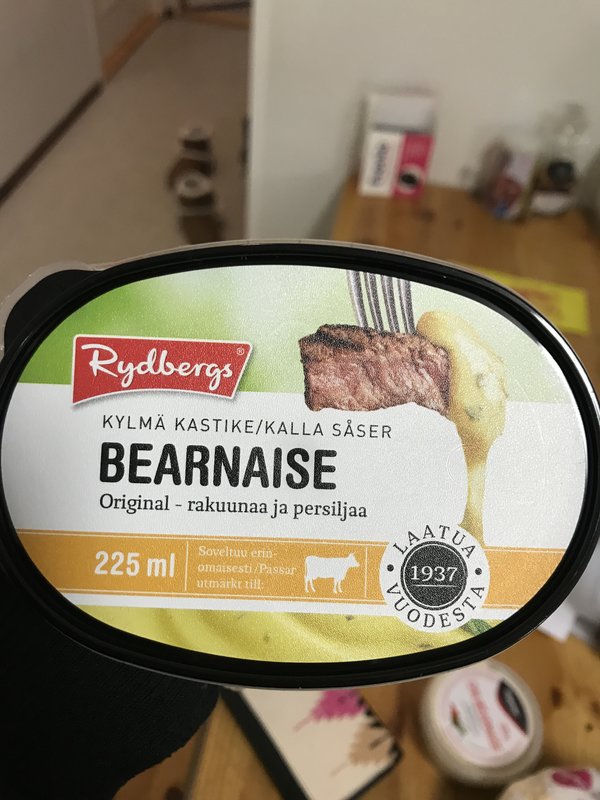 Rydbergs®
KYLMÄ KASTIKE/KALLA SÅSER
BEARNAISE
Original - rakuunaa ja persiljaa
225 ml
Soveltuu erin-
omaisesti/Passar
utmärkt till:
LAATUA
1937
VUODESTA